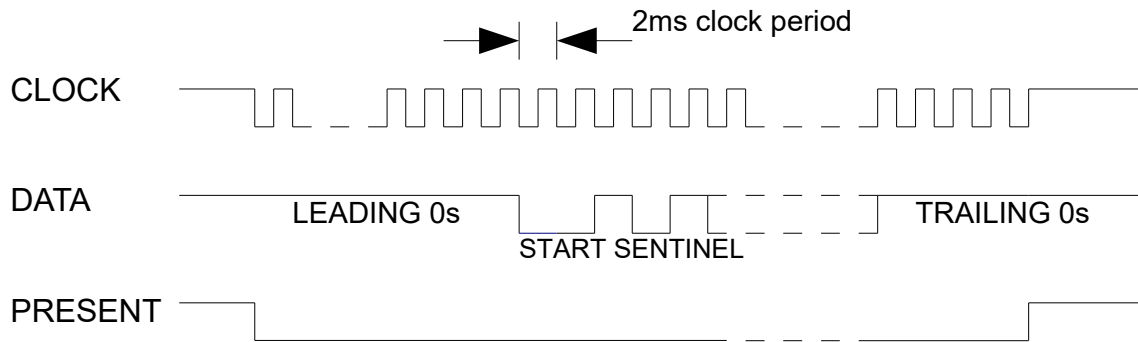 2ms clock period
CLOCK
DATA
LEADING 0s
TRAILING 0s
START SENTINEL
PRESENT